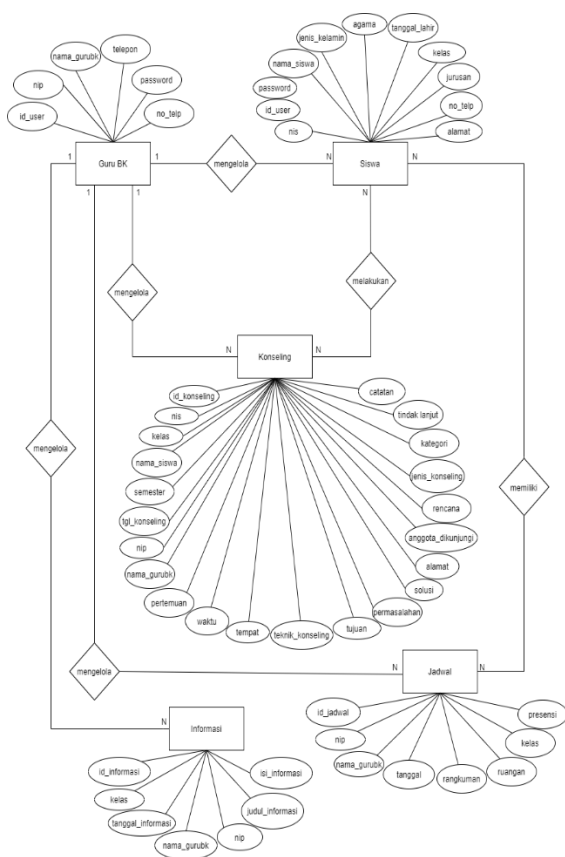 agama
jenis_kelamin
tanggal_lahir
telepon
nama_gurubk
kelas
nama_siswa
nip
password
jurusan
password
id_user
no_telp
id_user
no_telp
nis
alamat
1
Guru BK
1
mengelola
N
Siswa
N
1
1
N
mengelola
melakukan
N
Konseling
N
id_konseling
catatan
nis
tindak lanjut
kelas
kategori
mengelola
nama_siswa
jenis_konseling
memiliki
semester
rencana
tgl_konseling
anggota_dikunjungi
nip
alamat
nama_gurubk
solusi
pertemuan
permasalahan
waktu
tempat
teknik_konseling
tujuan
mengelola
N
Jadwal
N
id_jadwal
presensi
nip
kelas
nama_gurubk
ruangan
tanggal
rangkuman
N
Informasi
id_informasi
isi_informasi
kelas
judul_informasi
tanggal_informasi
nip
nama_gurubk